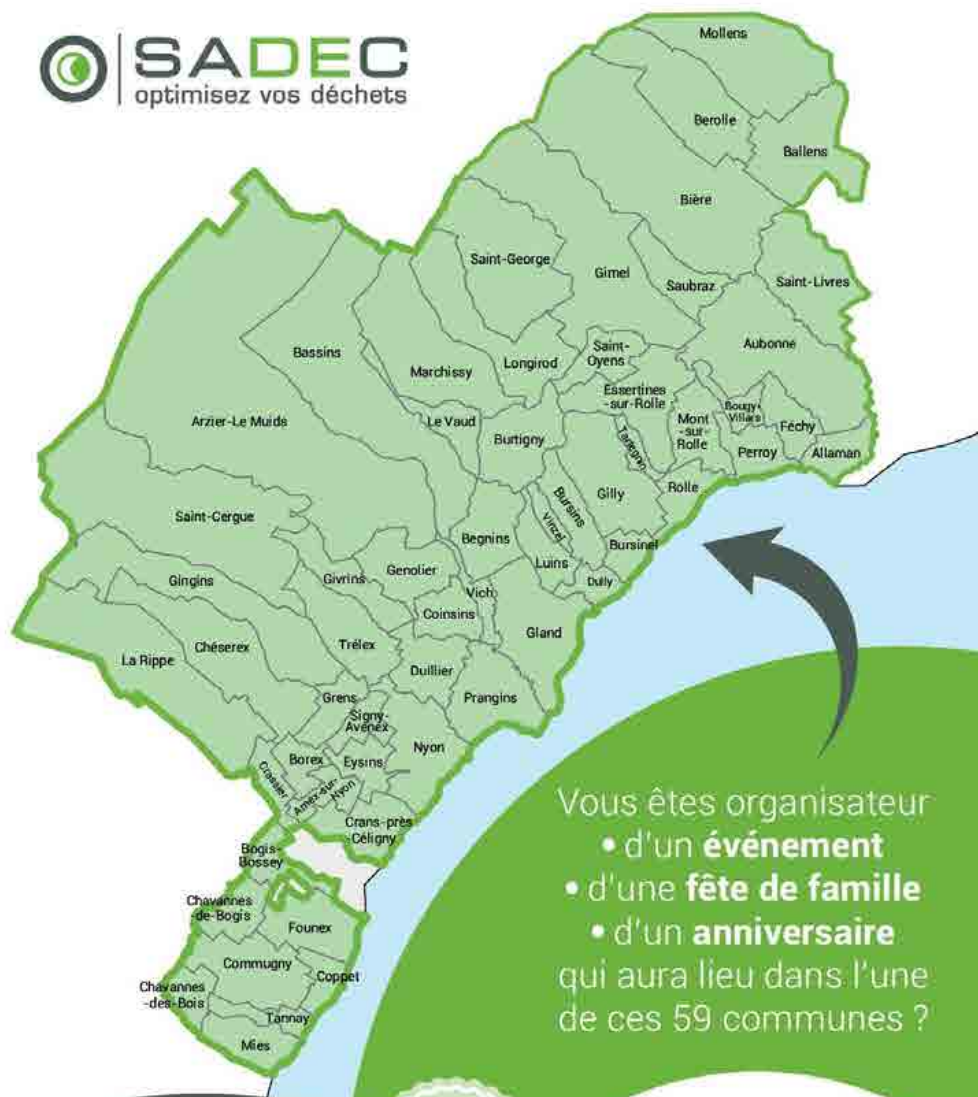 SADEC
optimisez vos déchets
Mollens
Berolle
Ballens
Bière
Saint-George
Gimel
Saubraz
Saint-Livres
Aubonne
Saint-
Oyens
Bassins
Marchissy
Longirod
Essertines
-sur-Rolle
Arzier-Le Muids
Le Vaud
Burtigny
Tartegnin
Mont
-sur-
Rolle
Bougy-
Villars
Féchy
Perroy
Allaman
Rolle
Gilly
Bursins
Vinzel
Saint-Cergue
Begnins
Luins
Bursinel
Dully
Gingins
Givrins
Genolier
Vich
Coinsins
Gland
La Rippe
Chéserex
Trélex
Duillier
Prangins
Grens
Signy-
Avenex
Nyon
Borex
Eysins
Crassier
Arnex-sur-
Nyon
Crans-près
-Céligny
Bogis-
Bossey
Chavannes
-de-Bogis
Founex
Commugny
Coppet
Chavannes
-des-Bois
Tannay
Mies
Vous êtes organisateur
• d'un événement
• d'une fête de famille
• d'un anniversaire
qui aura lieu dans l'une
de ces 59 communes ?